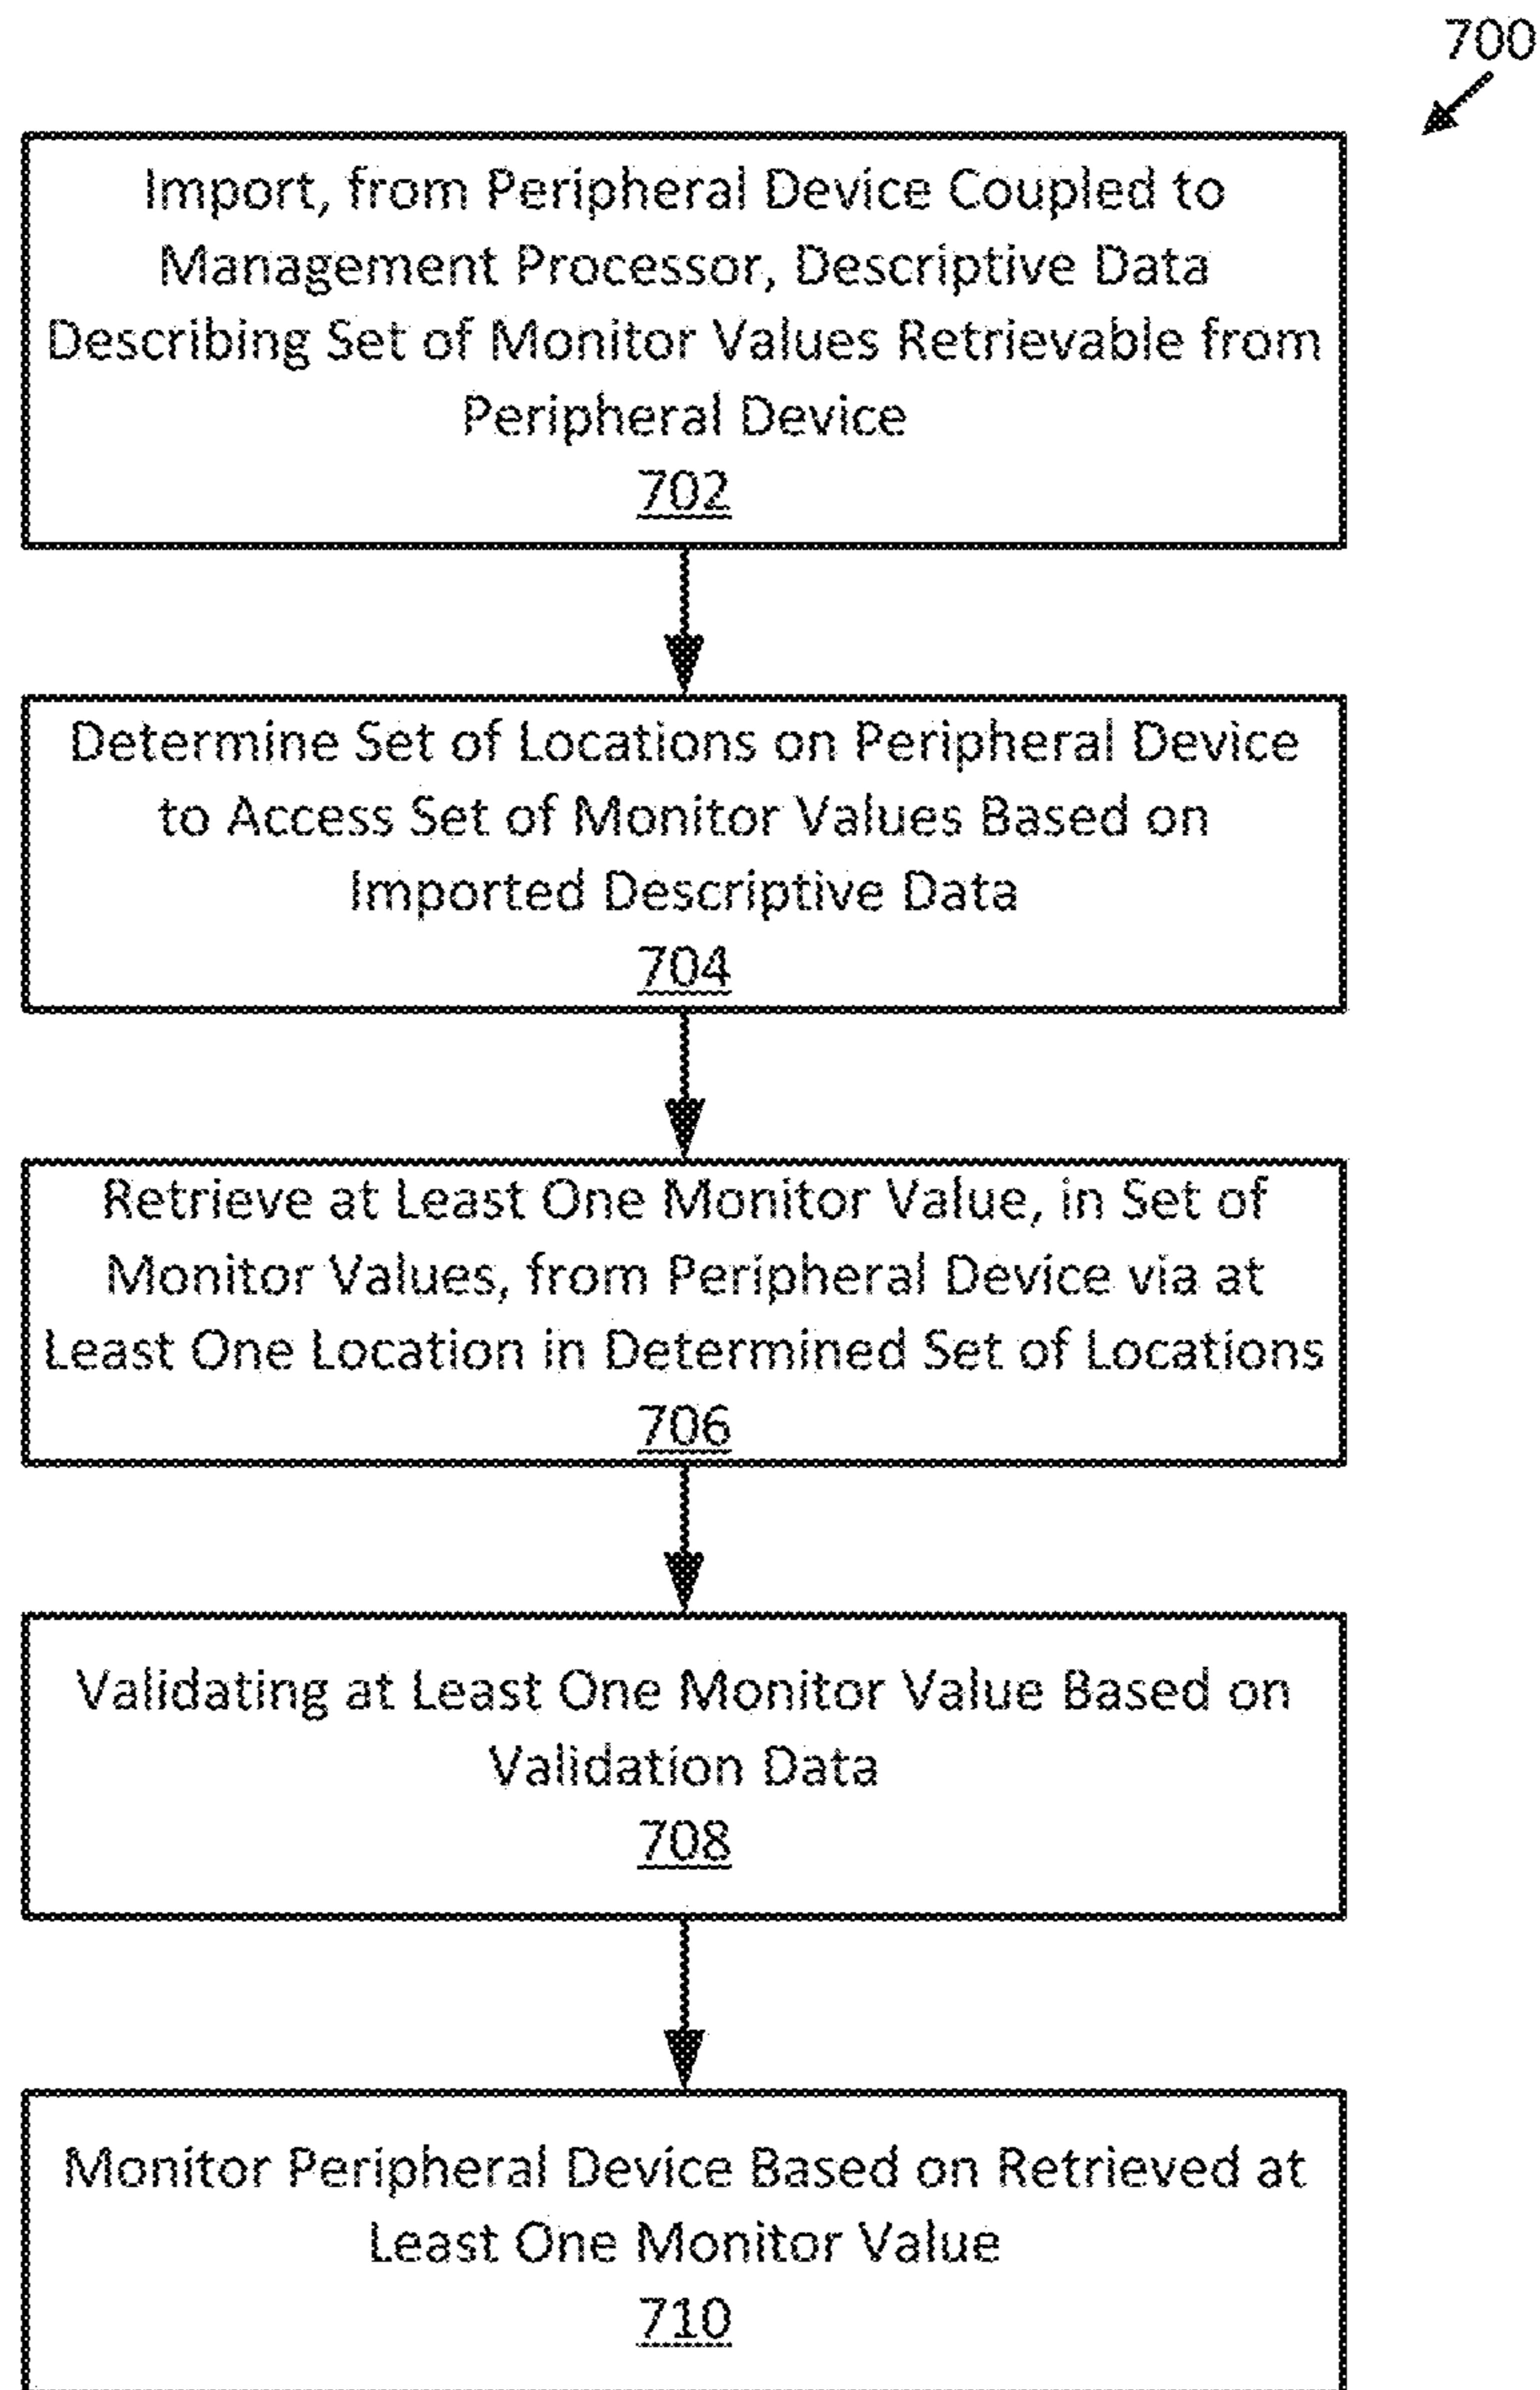 700
Import, from Peripheral Device Coupled to
Management Processor, Descriptive Data
Describing Set of Monitor Values Retrievable from
Peripheral Device
702
Determine Set of Locations on Peripheral Device
to Access Set of Monitor Values Based on
Imported Descriptive Data
704
Retrieve at Least One Monitor Value, in Set of
Monitor Values, from Peripheral Device via at
Least One Location in Determined Set of Locations
706
Validating at Least One Monitor Value Based on
Validation Data
708
Monitor Peripheral Device Based on Retrieved at
Least One Monitor Value
710